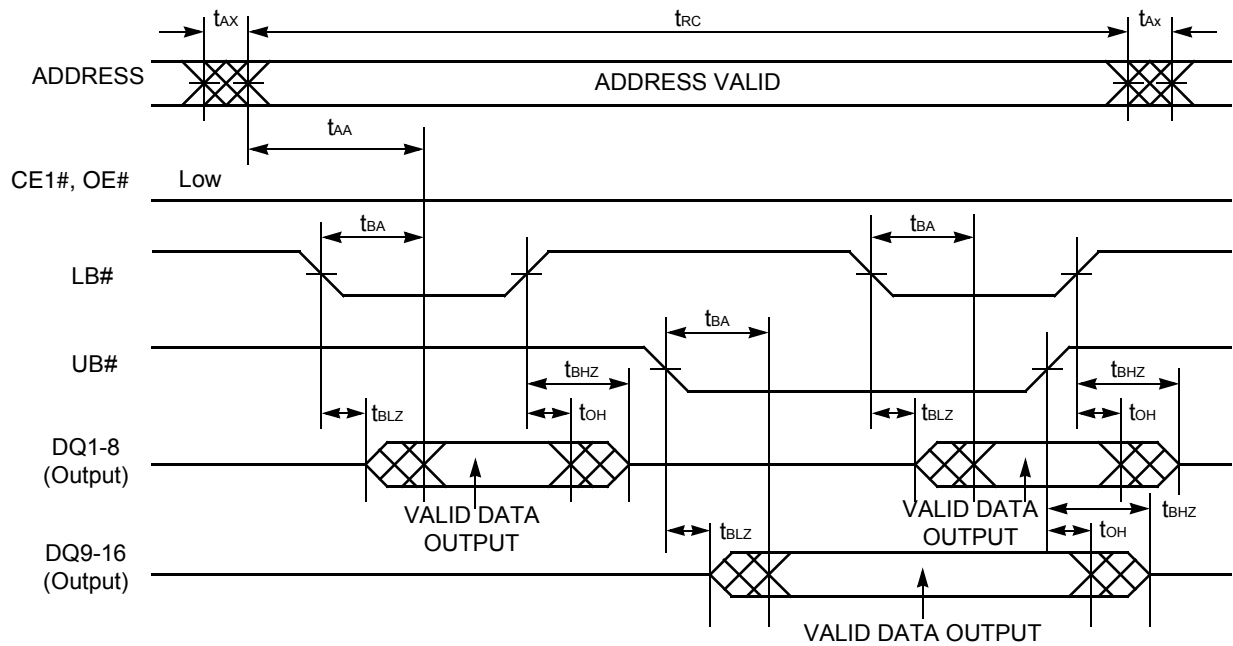 tAX tRC tAx
ADDRESS ADDRESS VALID
tAA
CE1#, OE# Low
tBA tBA
LB#
tBA
UB#
tBHZ tBHZ
tBLZ tOH tBLZ tOH
DQ1-8
(Output)
VALID DATA
OUTPUT
VALID DATA
OUTPUT
tBHZ
tBLZ tOH
DQ9-16
(Output)
VALID DATA OUTPUT